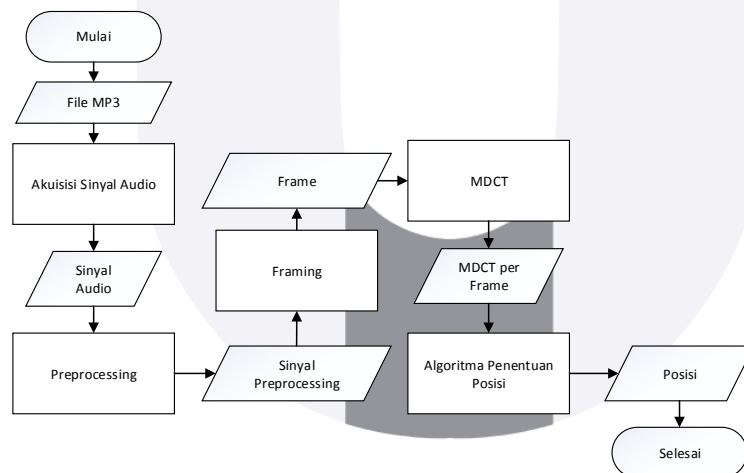 Mulai
File MP3
Akuisisi Sinyal Audio
Sinyal
Audio
Preprocessing
Sinyal
Preprocessing
Framing
Frame
MDCT
MDCT per
Frame
Algoritma Penentuan
Posisi
Posisi
Selesai